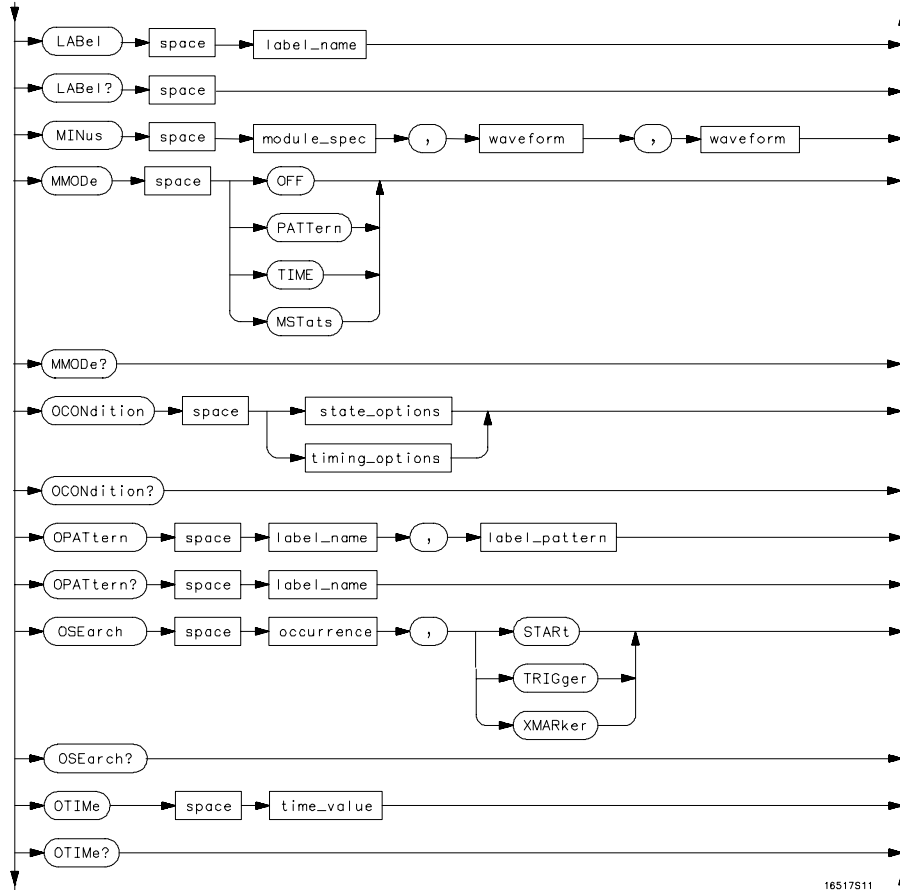 LABel space label_name
LABel? space
MINus space module_spec , waveform , waveform
MMODe space OFF
PATTern
TIME
MSTats
MMODe?
OCONdition space state_options
timing_options
OCONdition?
OPATtern space label_name , label_pattern
OPATtern? space label_name
OSEarch space occurrence , STARt
TRIGger
XMARker
OSEarch?
OTIMe space time_value
OTIMe?
16517S11